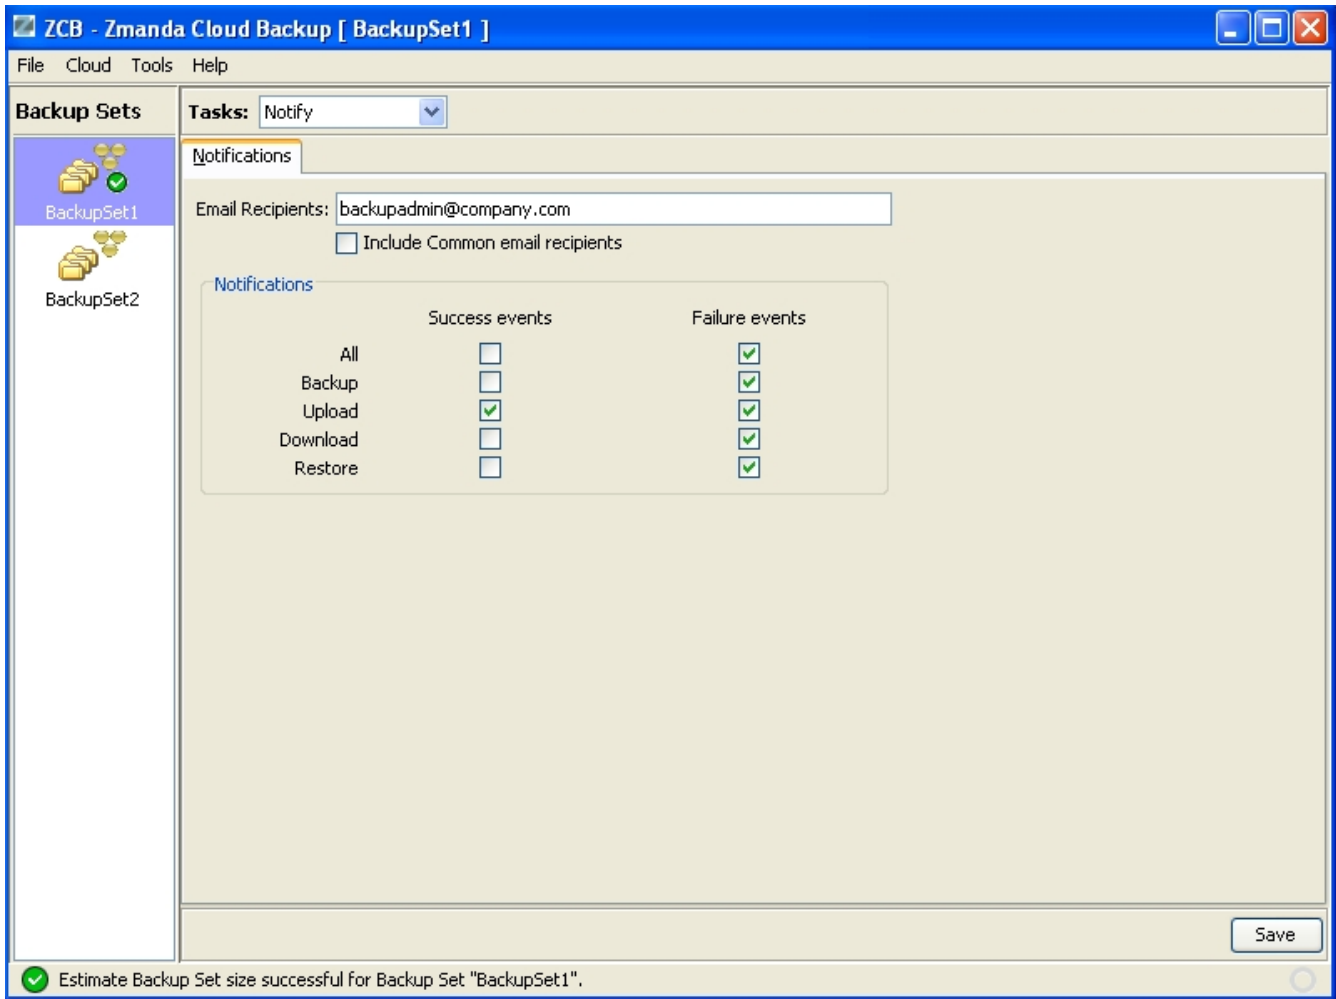 ZCB - Zmanda Cloud Backup [ BackupSet1 ]
File Cloud Tools Help
Backup Sets
Tasks: Notify
Notifications
BackupSet1
BackupSet2
Email Recipients: backupadmin@company.com
Include Common email recipients
Notifications
Success events Failure events
All
Backup
Upload
Download
Restore
Save
Estimate Backup Set size successful for Backup Set "BackupSet1".